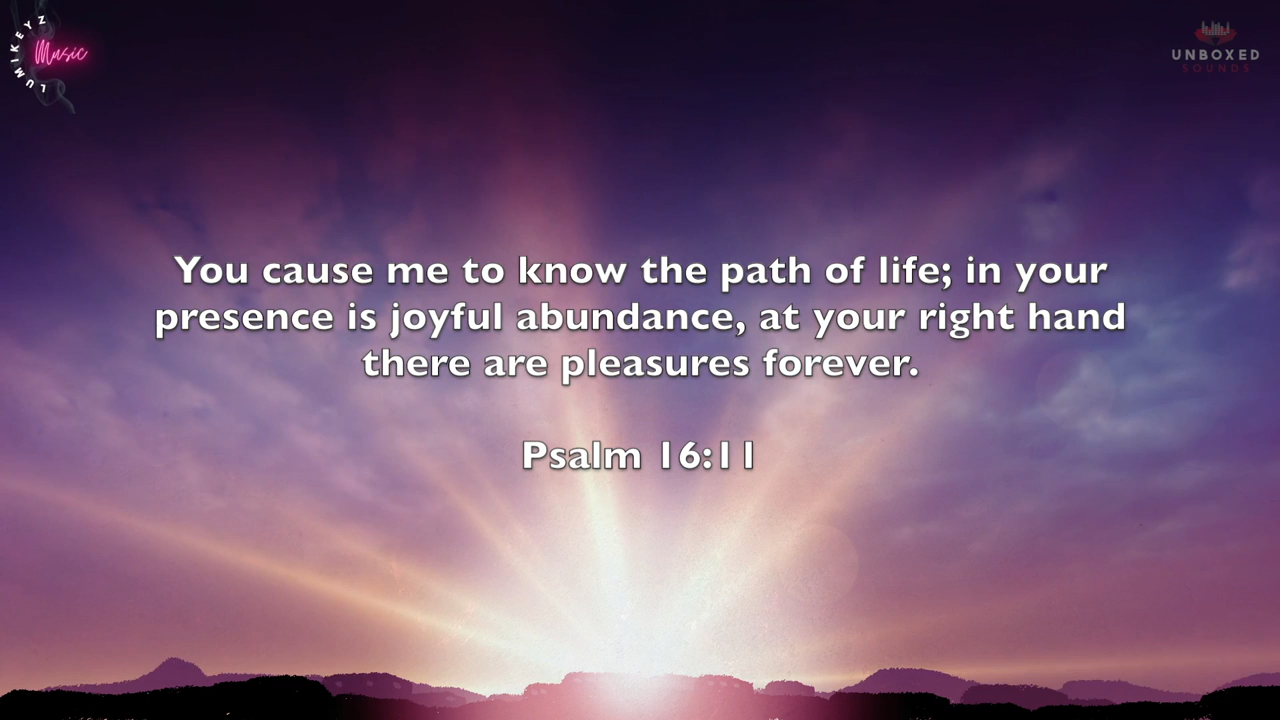 LUMIKEYZ
Music
UNBOXED
SOUNDS
You cause me to know the path of life; in your
presence is joyful abundance, at your right hand
there are pleasures forever.
Psalm 16:11